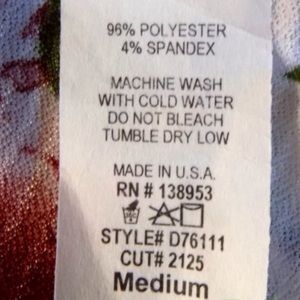 96% POLYESTER
4% SPANDEX
MACHINE WASH
WITH COLD WATER
DO NOT BLEACH
TUMBLE DRY LOW
MADE IN U.S.A.
RN # 138953
STYLE# D76111
CUT# 2125
Medium